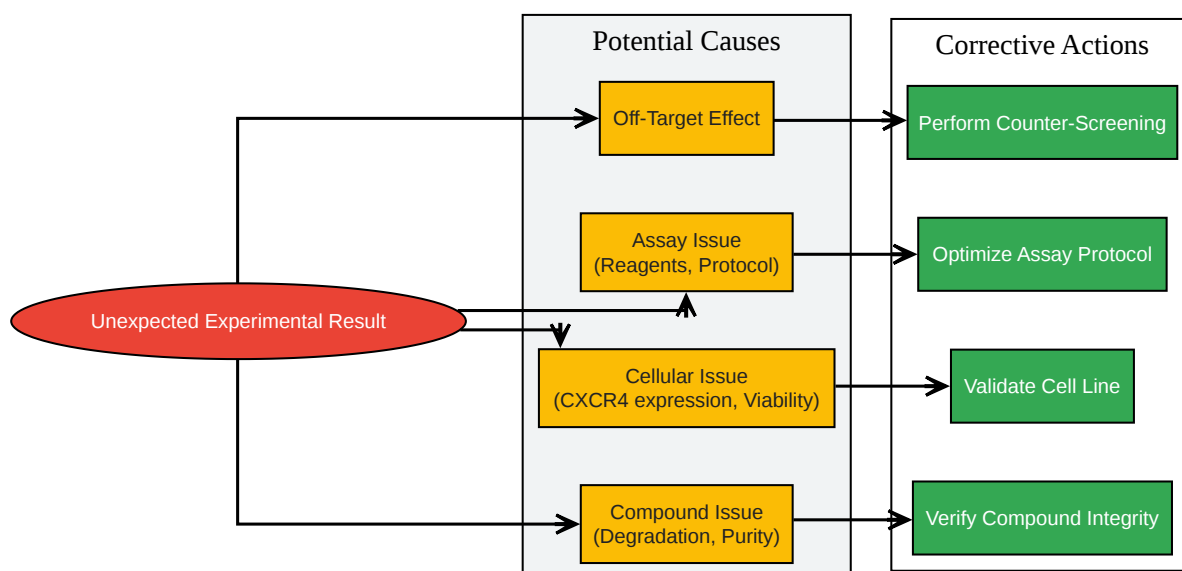 Potential Causes
Corrective Actions
Off-Target Effect
Perform Counter-Screening
Assay Issue
(Reagents, Protocol)
Optimize Assay Protocol
Unexpected Experimental Result
Cellular Issue
(CXCR4 expression, Viability)
Validate Cell Line
Compound Issue
(Degradation, Purity)
Verify Compound Integrity